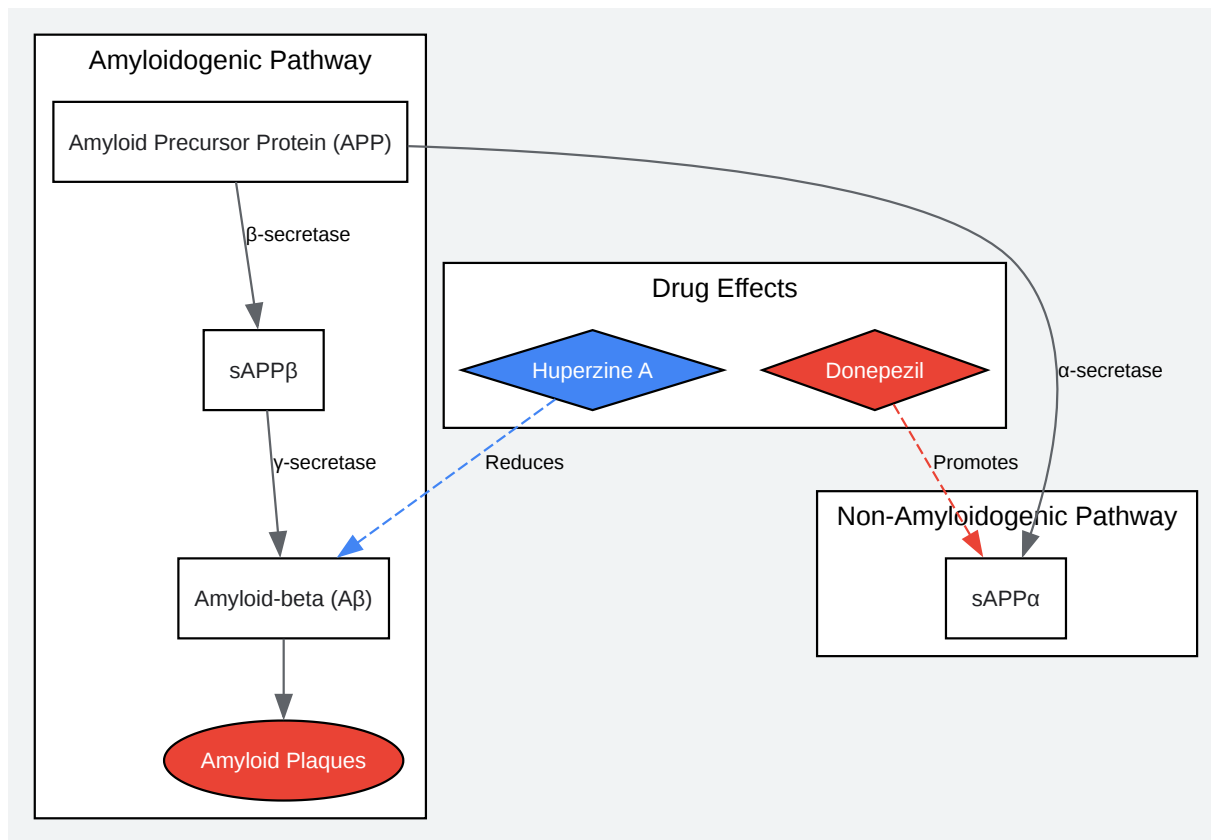 Amyloidogenic Pathway
Amyloid Precursor Protein (APP)
β-secretase
sAPPβ
γ-secretase
Amyloid-beta (Aβ)
Amyloid Plaques
Drug Effects
Huperzine A
Donepezil
Reduces
Promotes
α-secretase
Non-Amyloidogenic Pathway
sAPPα